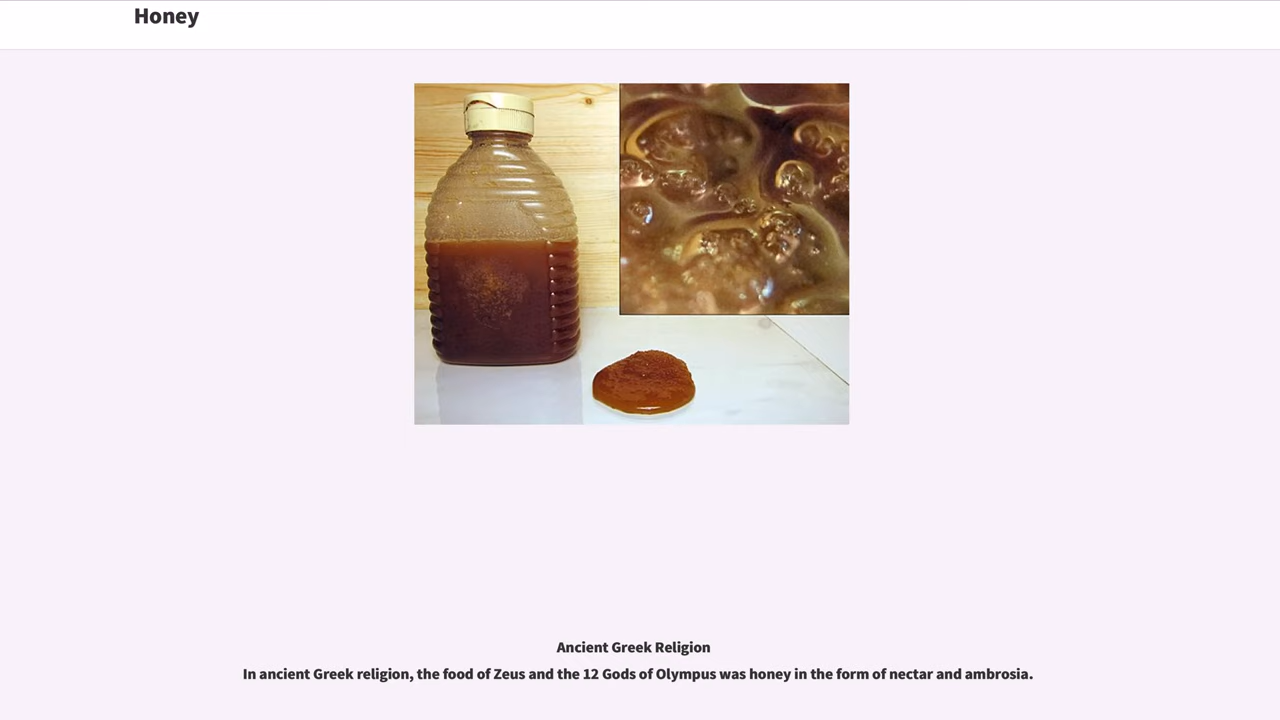 Honey
Ancient Greek Religion
In ancient Greek religion, the food of Zeus and the 12 Gods of Olympus was honey in the form of nectar and ambrosia.